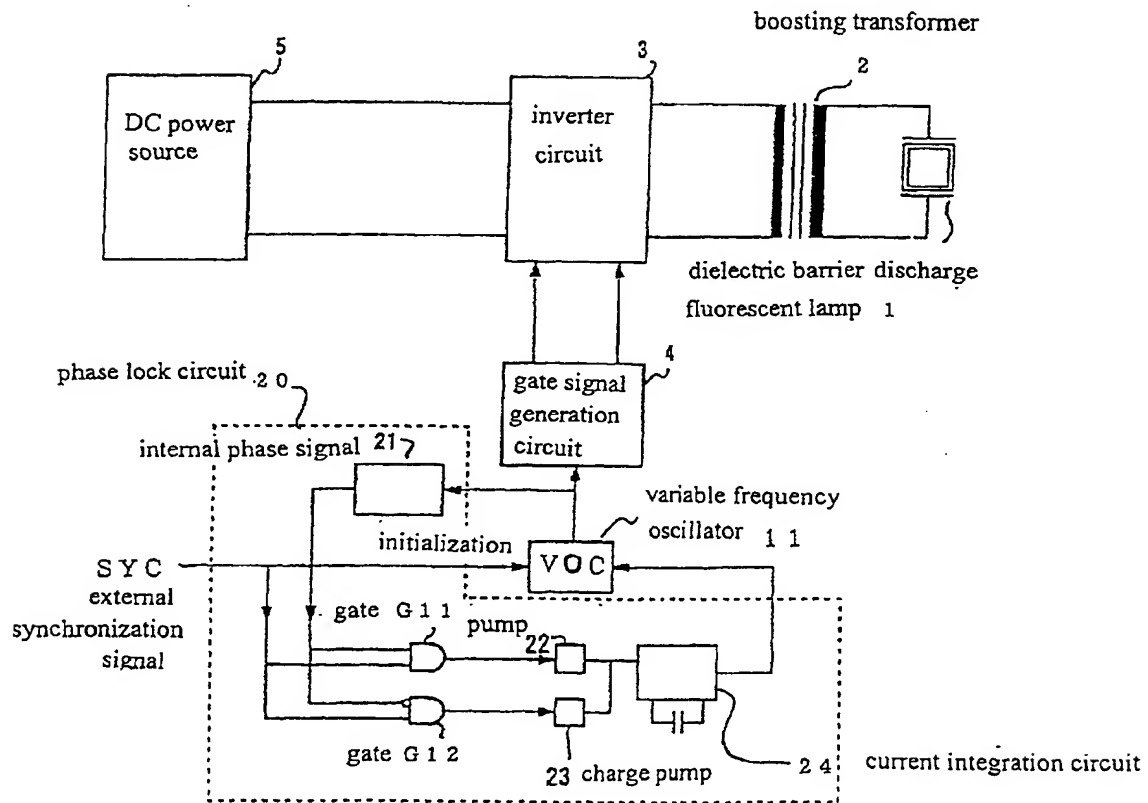 boosting transformer
5
3
2
DC power
source
inverter
circuit
dielectric barrier discharge
fluorescent lamp 1
4
phase lock circuit 20
gate signal
generation
circuit
internal phase signal 21
variable frequency
oscillator 11
initialization
VOC
SYC
external
synchronization
signal
gate G11
pump
22
gate G12
23 charge pump
24 current integration circuit